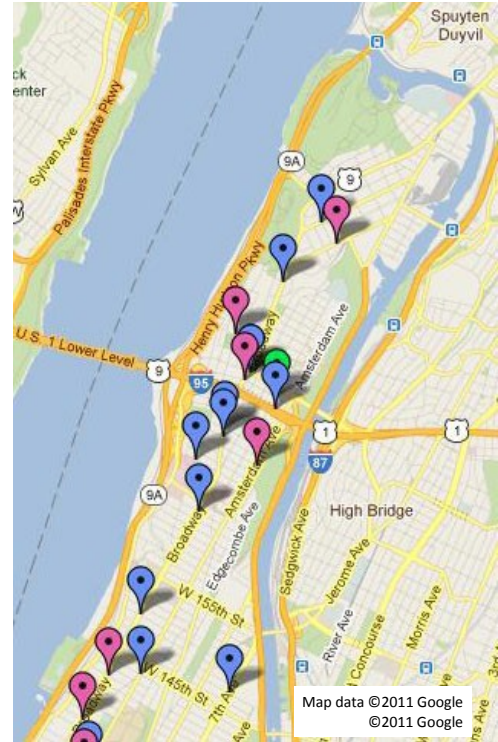 Spuyten
Duyvil
ck
enter
Sylvan Ave
Palisades Interstate Pkwy
9A
9
Henry Hudson Pkwy
Amsterdam Ave
U.S. 1 Lower Level
9
95
1
1
87
9A
Amsterdam Ave
High Bridge
Broadway
Edgecombe Ave
Sedgwick Ave
Jerome Ave
W 155th St
River Ave
Concourse
Morris Ave
W 145th St
7th Ave
Map data ©2011 Google
©2011 Google